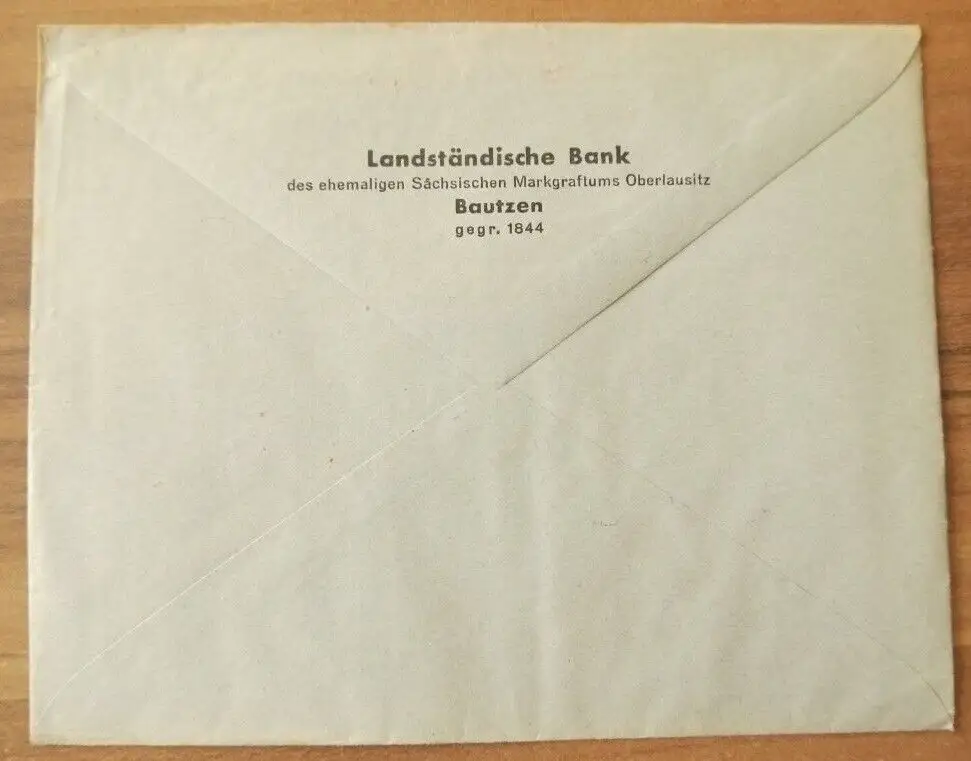 Landständische Bank
des ehemaligen Sächsischen Markgraftums Oberlausitz
Bautzen
gegr. 1844